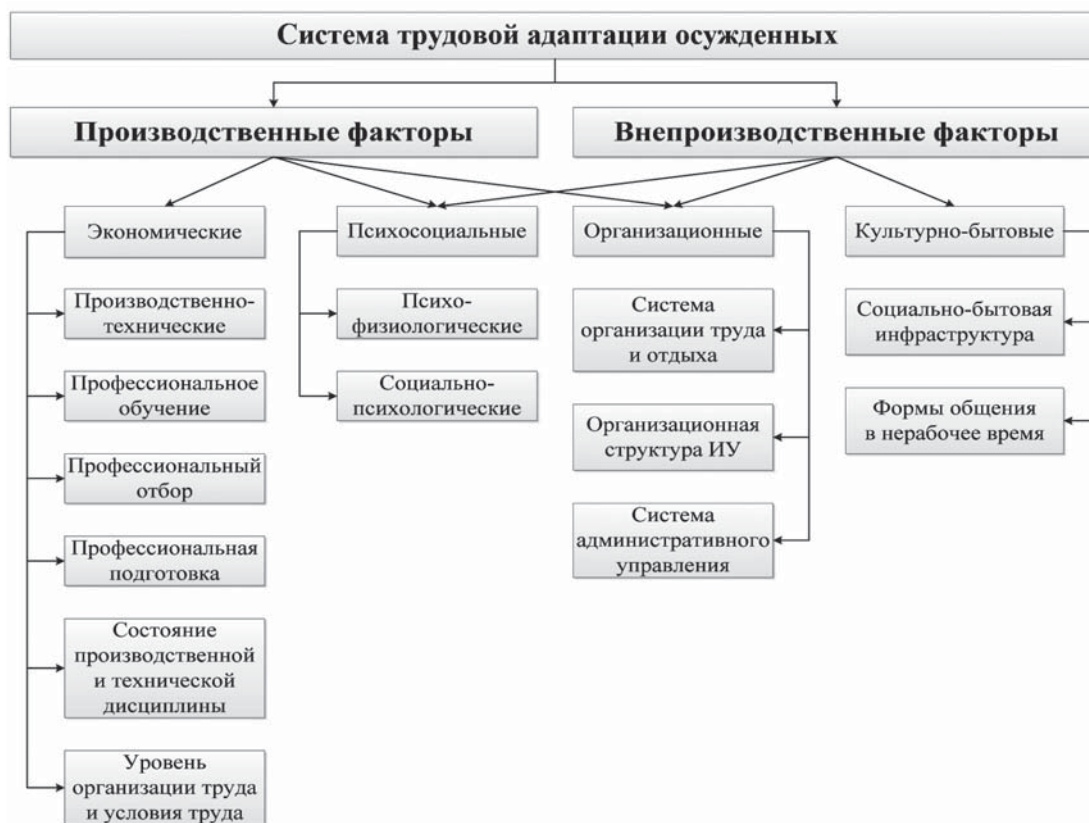 Система трудовой адаптации осужденных
Производственные факторы
Внепроизводственные факторы
Экономические
Производственно-
технические
Профессиональное
обучение
Профессиональный
отбор
Профессиональная
подготовка
Состояние
производственной
и технической
дисциплины
Уровень
организации труда
и условия труда
Психосоциальные
Психо-
физиологические
Социально-
психологические
Организационные
Система
организации труда
и отдыха
Организационная
структура ИУ
Система
административного
управления
Культурно-бытовые
Социально-бытовая
инфраструктура
Формы общения
в нерабочее время